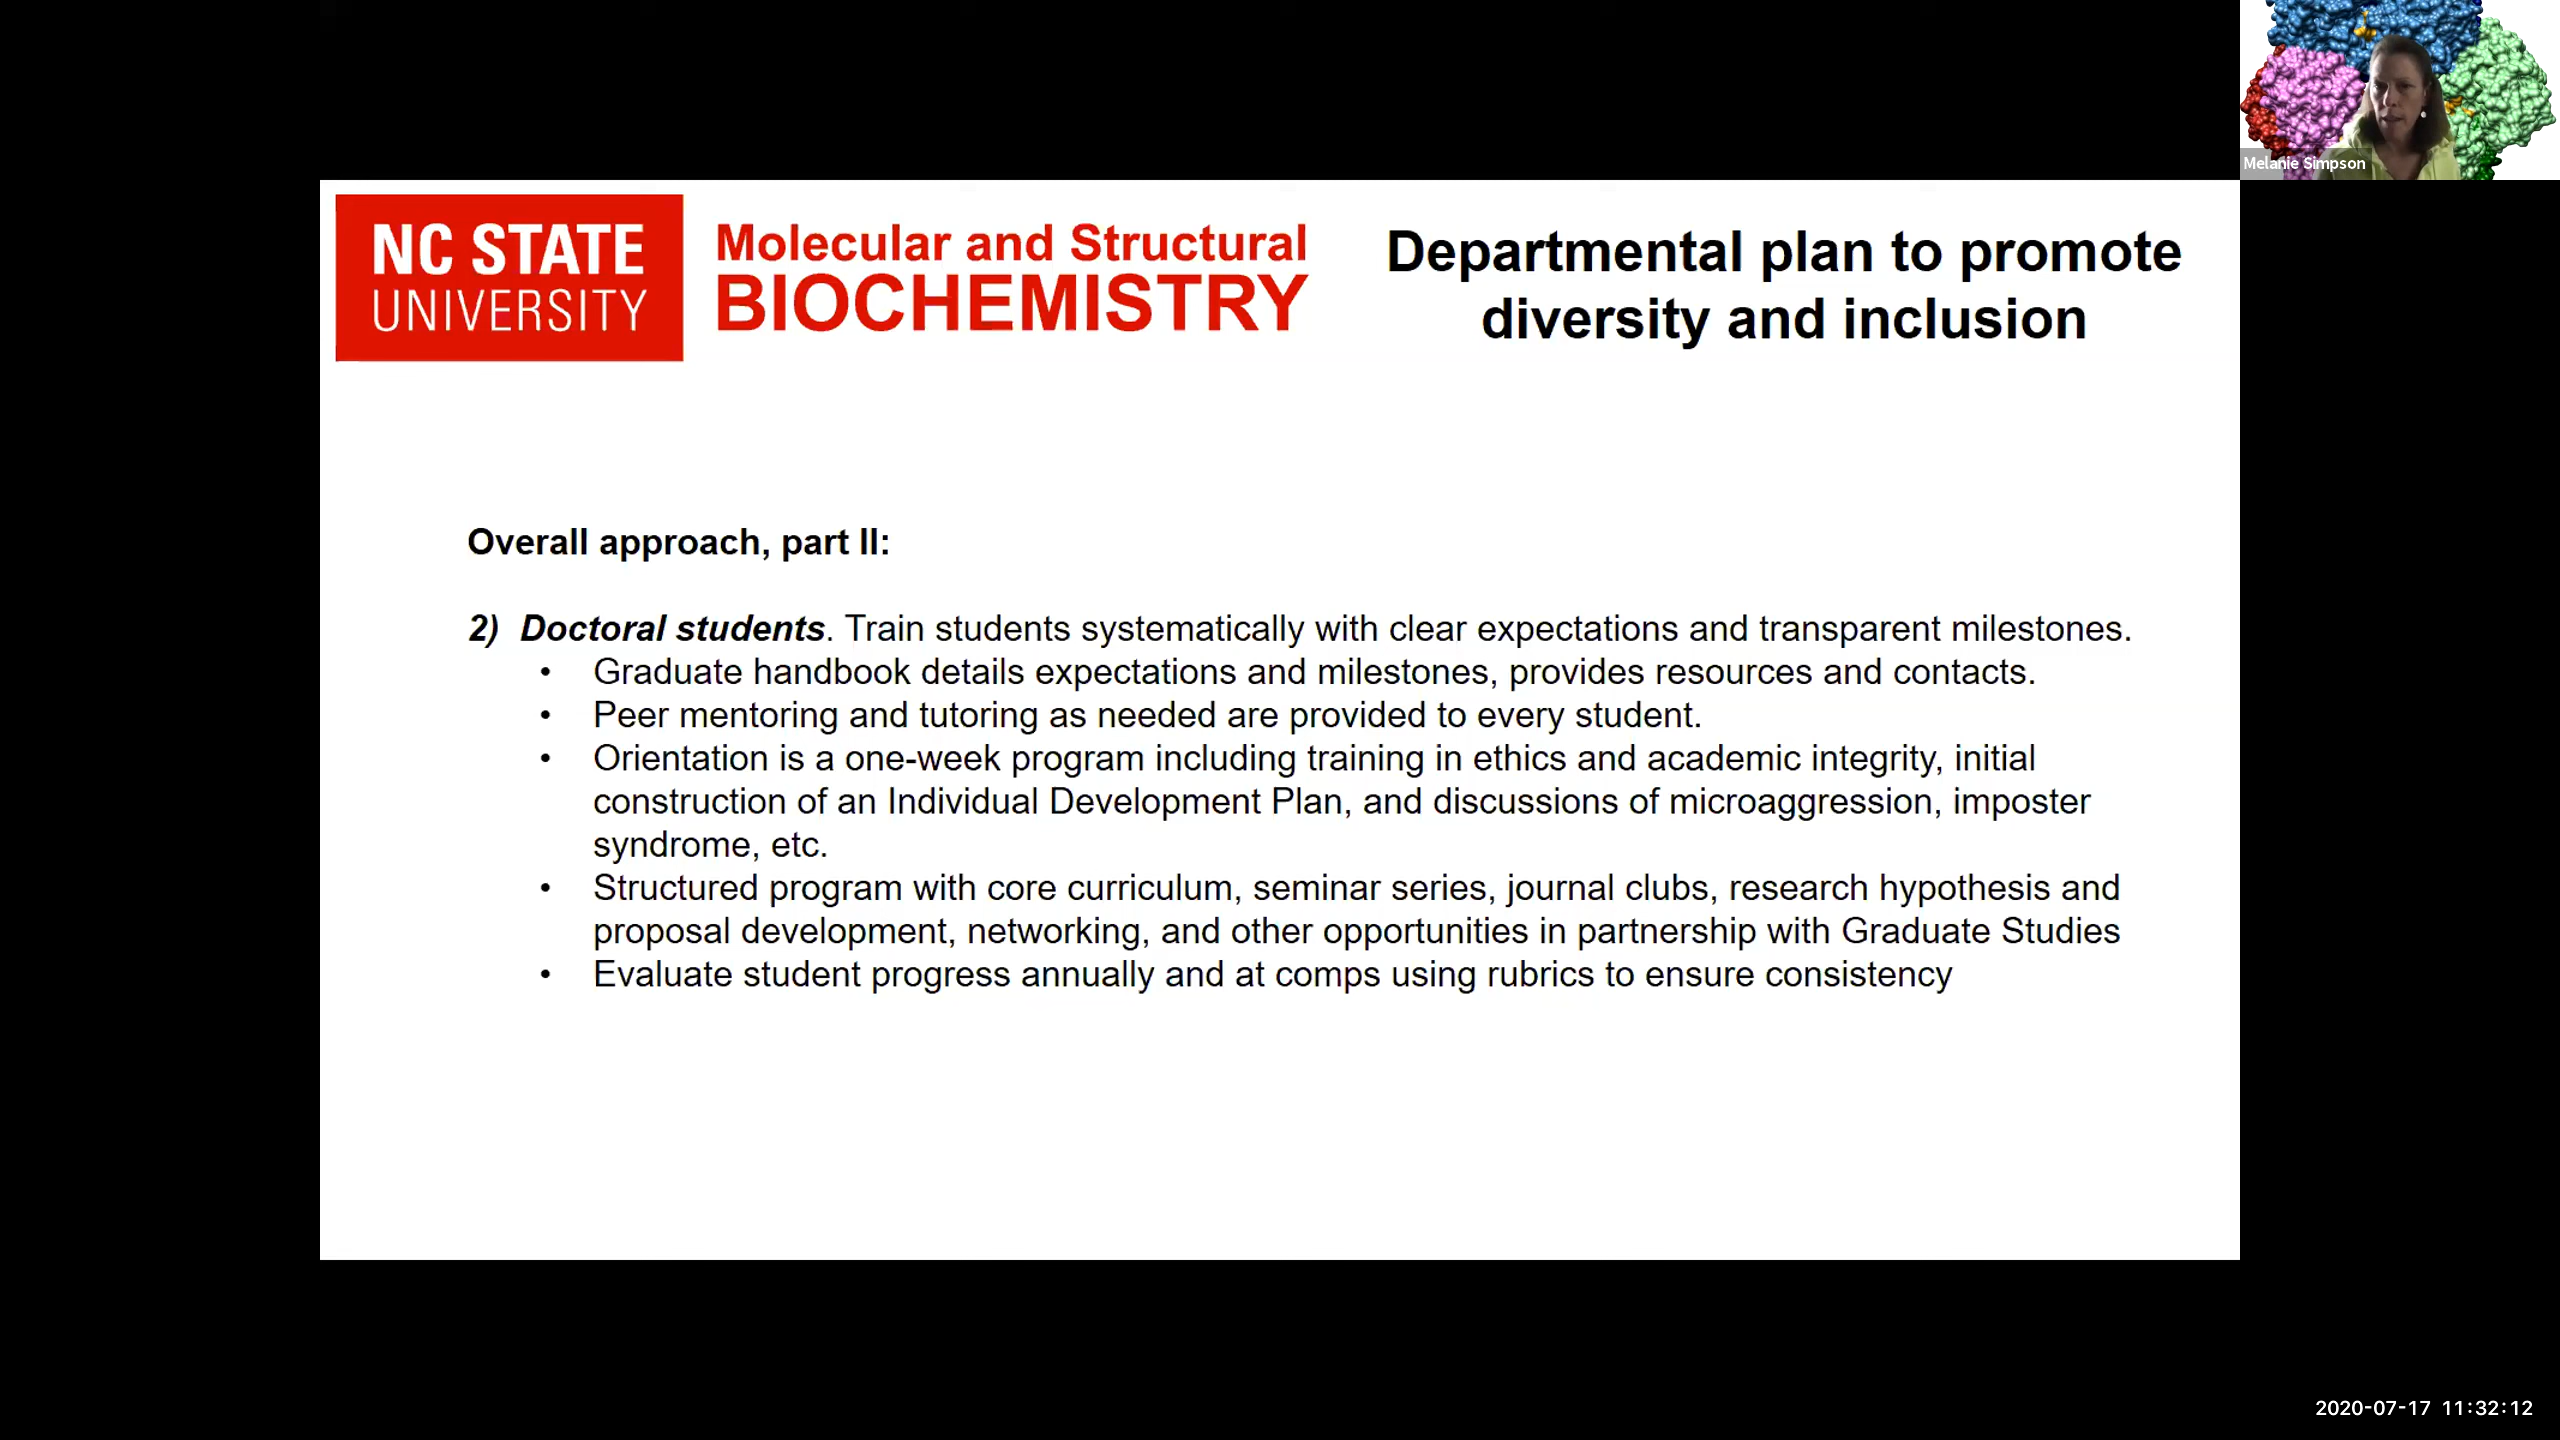 Melanie Simpson
NC STATE
UNIVERSITY
Molecular and Structural
BIOCHEMISTRY
Departmental plan to promote
diversity and inclusion
Overall approach, part II:
2) Doctoral students. Train students systematically with clear expectations and transparent milestones.
• Graduate handbook details expectations and milestones, provides resources and contacts.
• Peer mentoring and tutoring as needed are provided to every student.
• Orientation is a one-week program including training in ethics and academic integrity, initial
construction of an Individual Development Plan, and discussions of microaggression, imposter
syndrome, etc.
• Structured program with core curriculum, seminar series, journal clubs, research hypothesis and
proposal development, networking, and other opportunities in partnership with Graduate Studies
• Evaluate student progress annually and at comps using rubrics to ensure consistency
2020-07-17 11:32:12